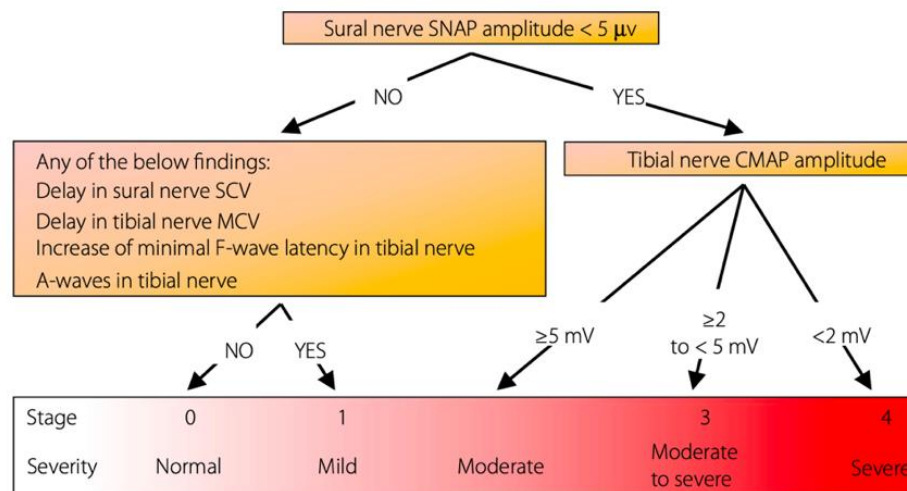 Sural nerve SNAP amplitude < 5 μv
NO
YES
Any of the below findings:
Delay in sural nerve SCV
Delay in tibial nerve MCV
Increase of minimal F-wave latency in tibial nerve
A-waves in tibial nerve
Tibial nerve CMAP amplitude
NO
YES
≥5 mV
≥2
to < 5 mV
<2 mV
Stage 0 1 3 4
Severity Normal Mild Moderate Moderate
to severe Severe